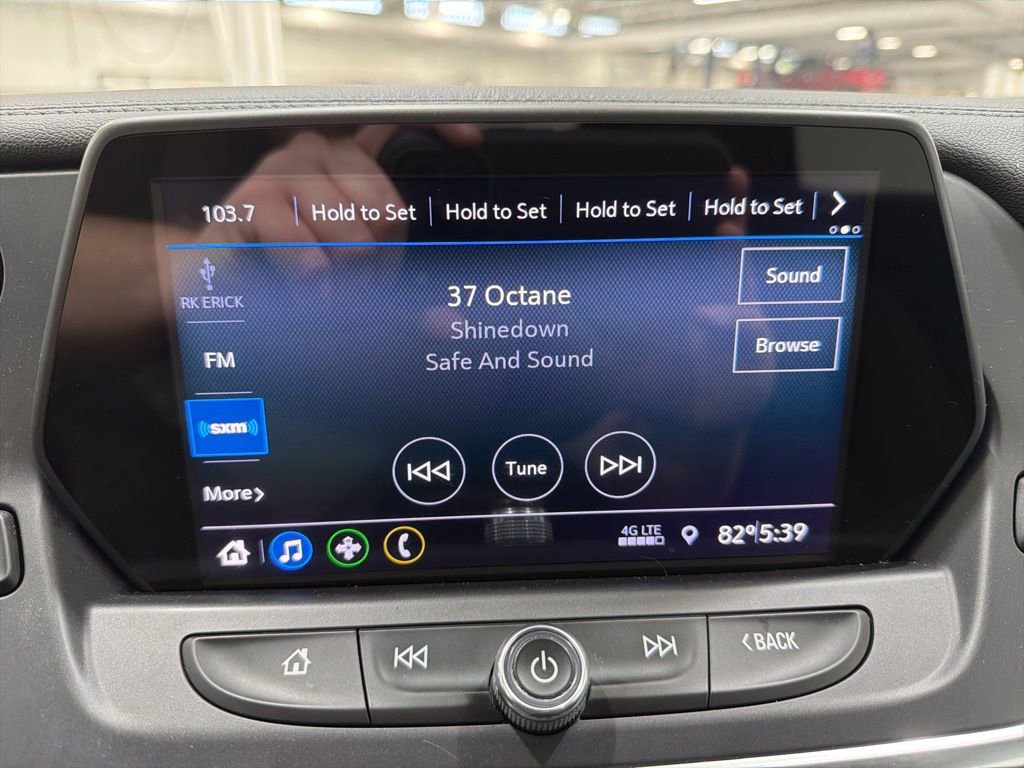 103.7 Hold to Set Hold to Set Hold to Set Hold to Set
RK ERICK
37 Octane
Sound
Shinedown
FM
Safe And Sound
Browse
sxm
Tune
More
4G LTE
82° 5:39
BACK